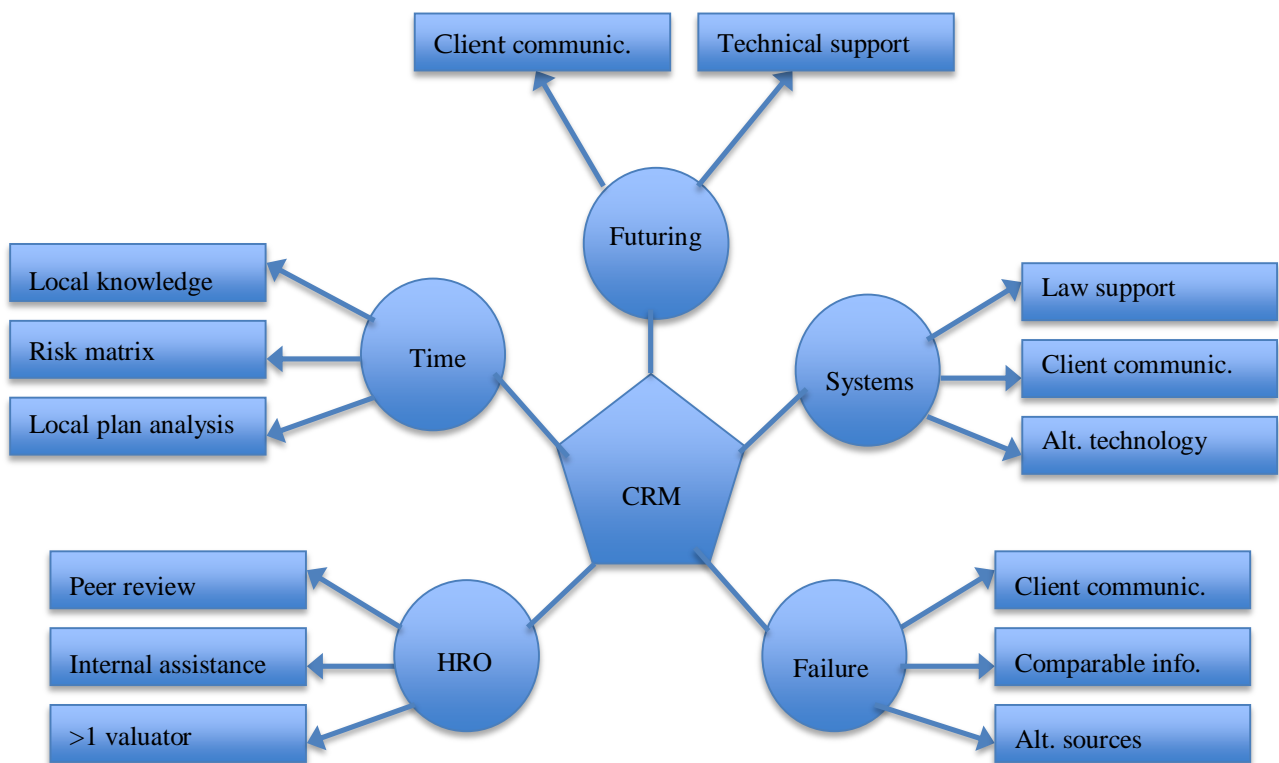 Client communic.
Technical support
Futuring
Local knowledge
Risk matrix
Local plan analysis
Time
Law support
Client communic.
Alt. technology
Systems
CRM
Peer review
Internal assistance
>1 valuator
HRO
Client communic.
Comparable info.
Alt. sources
Failure